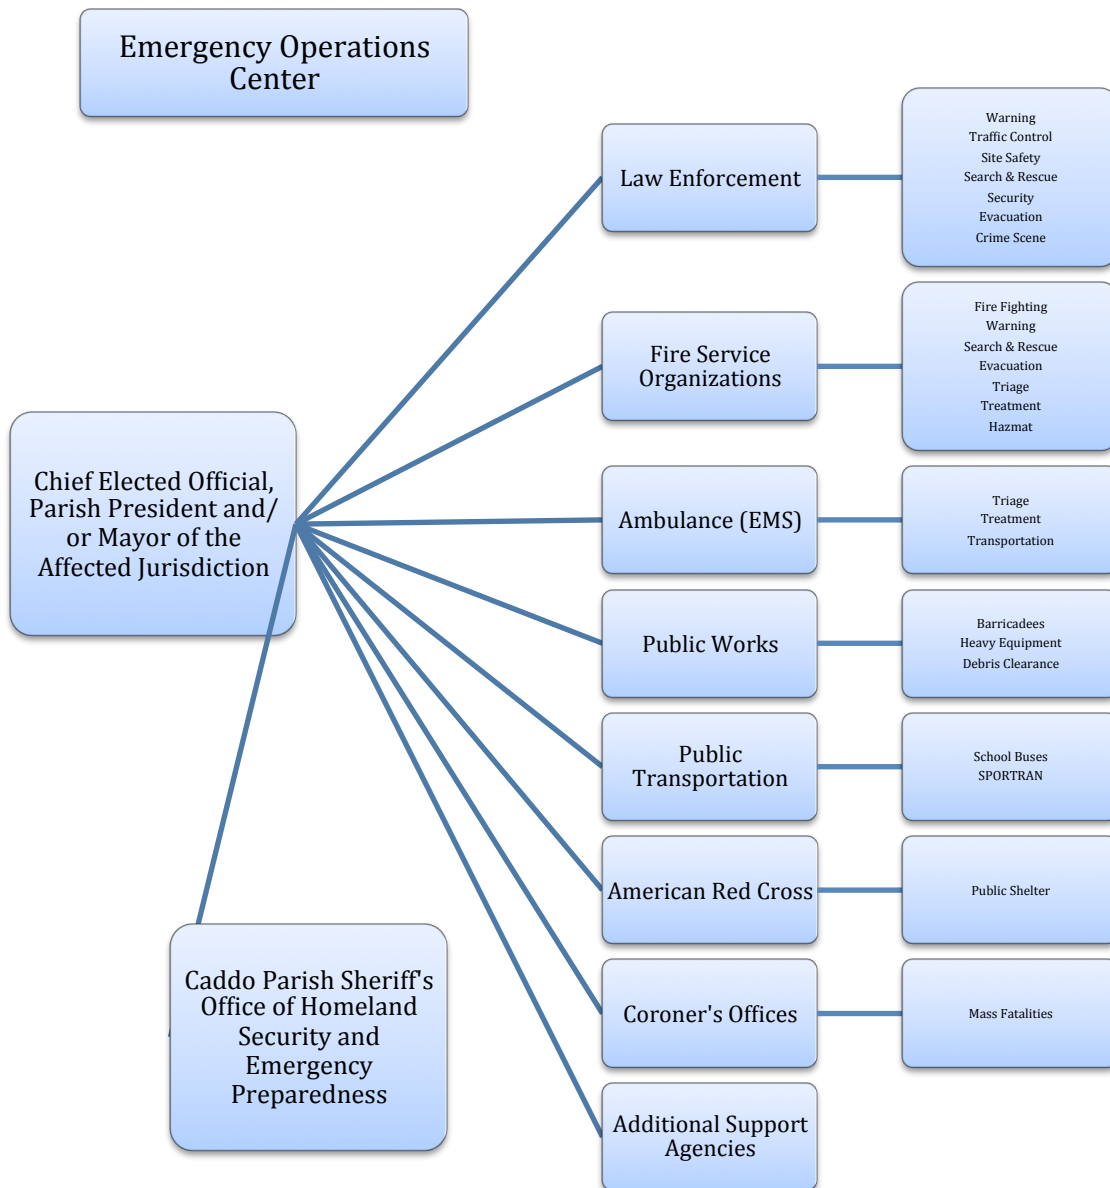 Emergency Operations
Center
Law Enforcement
Warning
Traffic Control
Site Safety
Search & Rescue
Security
Evacuation
Crime Scene
Fire Service
Organizations
Fire Fighting
Warning
Search & Rescue
Evacuation
Triage
Treatment
Hazmat
Chief Elected Official,
Parish President and/
or Mayor of the
Affected Jurisdiction
Ambulance (EMS)
Triage
Treatment
Transportation
Public Works
Barricadees
Heavy Equipment
Debris Clearance
Public
Transportation
School Buses
SPORTRAN
American Red Cross
Public Shelter
Caddo Parish Sheriff's
Office of Homeland
Security and
Emergency
Preparedness
Coroner's Offices
Mass Fatalities
Additional Support
Agencies